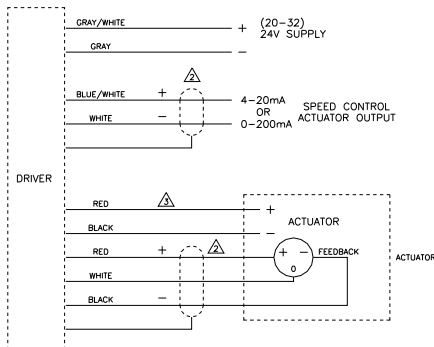 GRAY/WHITE + (20-32)
24V SUPPLY
GRAY -
2
BLUE/WHITE + 4-20mA
OR
SPEED CONTROL
ACTUATOR OUTPUT
WHITE - 0-200mA
DRIVER
RED 3 +
ACTUATOR
BLACK -
RED + 2 + - FEEDBACK
ACTUATOR
0
WHITE
BLACK -